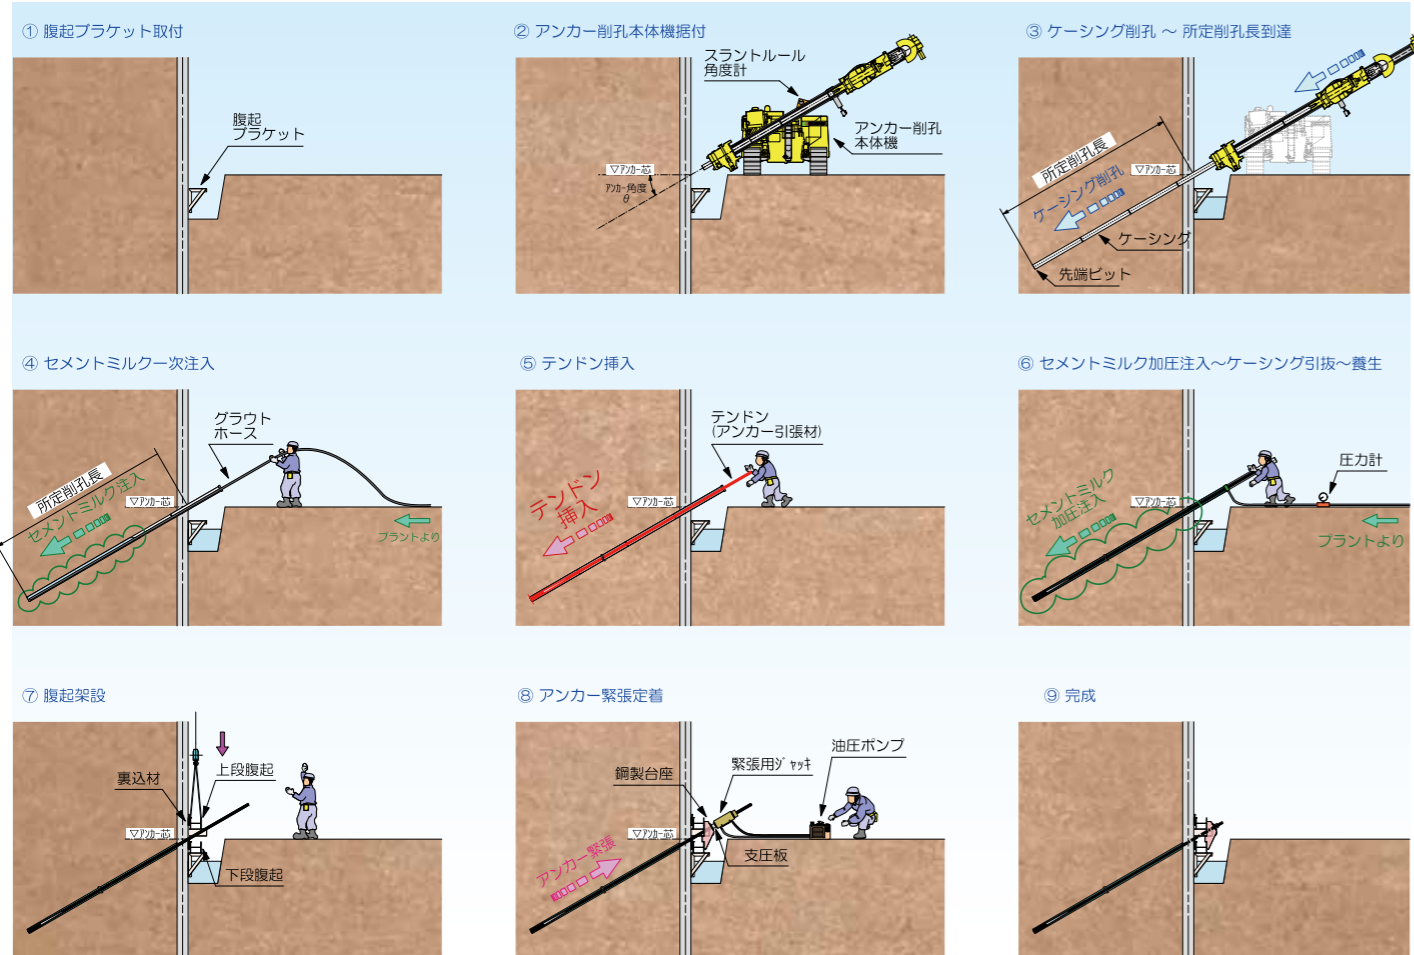 ① 腹起ブラケット取付
腹起
ブラケット
② アンカー削孔本体機据付
スラントルール
角度計
アンカー削孔
本体機
▽アンカー芯
アンカー角度
θ
③ ケーシング削孔 ～ 所定削孔長到達
所定削孔長
▽アンカー芯
ケーシング削孔
ケーシング
先端ビット
④ セメントミルク一次注入
グラウト
ホース
所定削孔長
セメントミルク注入
▽アンカー芯
プラントより
⑤ テンドン挿入
テンドン
(アンカー引張材)
テンドン
挿入
▽アンカー芯
⑥ セメントミルク加圧注入～ケーシング引抜～養生
圧力計
セメントミルク
加圧注入
▽アンカー芯
プラントより
⑦ 腹起架設
裏込材
上段腹起
▽アンカー芯
下段腹起
⑧ アンカー緊張定着
油圧ポンプ
緊張用ジャッキ
鋼製台座
▽アンカー芯
支圧板
アンカー緊張
⑨ 完成
▽アンカー芯